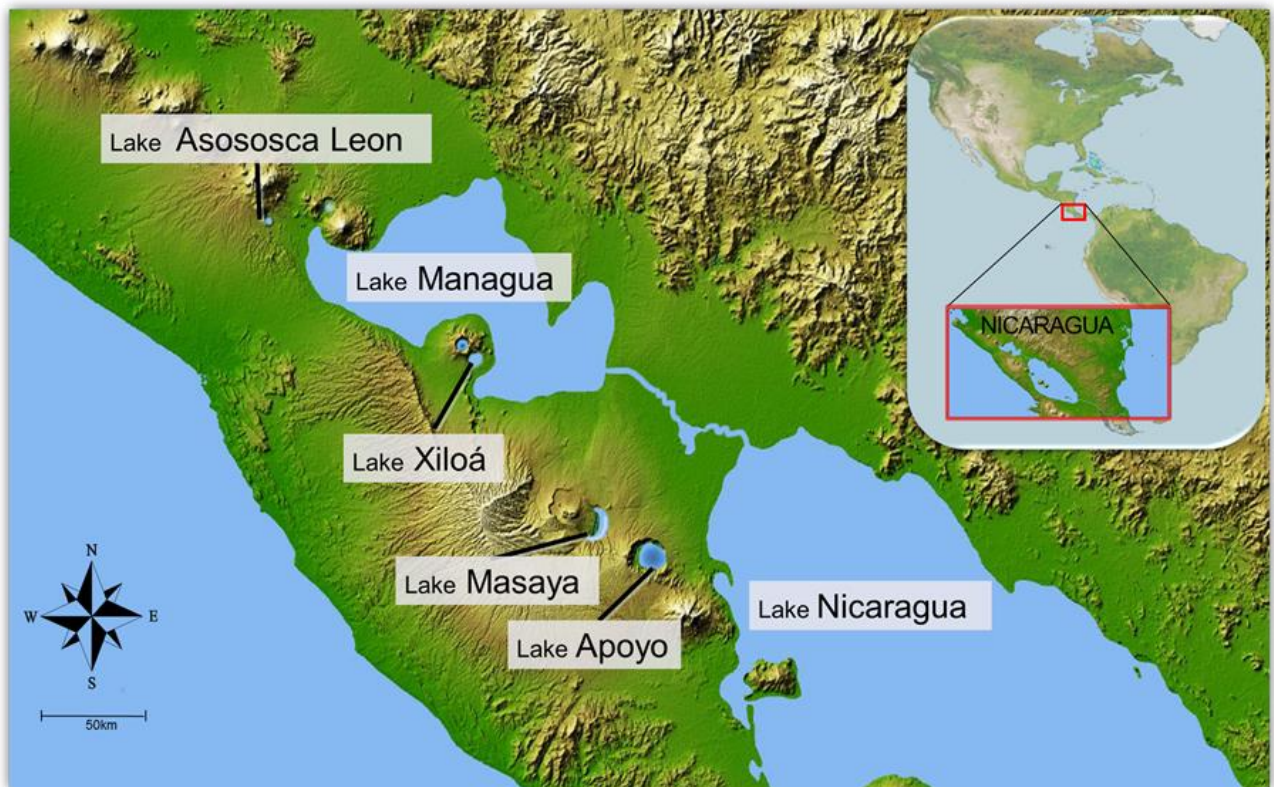 Lake Asososca Leon
Lake Managua
NICARAGUA
Lake Xiloá
Lake Masaya
Lake Nicaragua
Lake Apoyo
N
W E
S
50km